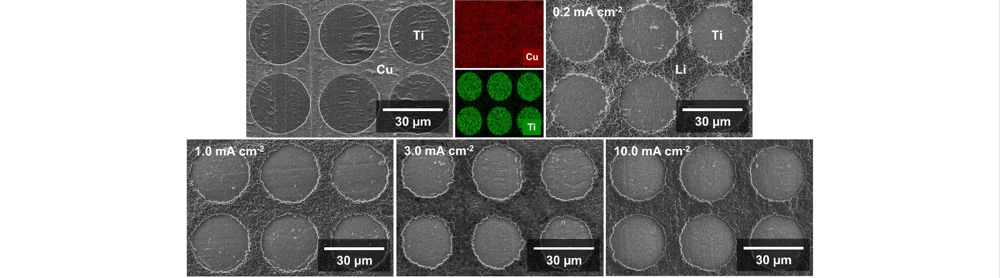 Ti
Cu
30 µm
Cu
Ti
0.2 mA cm-2
Ti
Li
30 µm
1.0 mA cm-2
30 µm
3.0 mA cm-2
30 µm
10.0 mA cm-2
30 µm